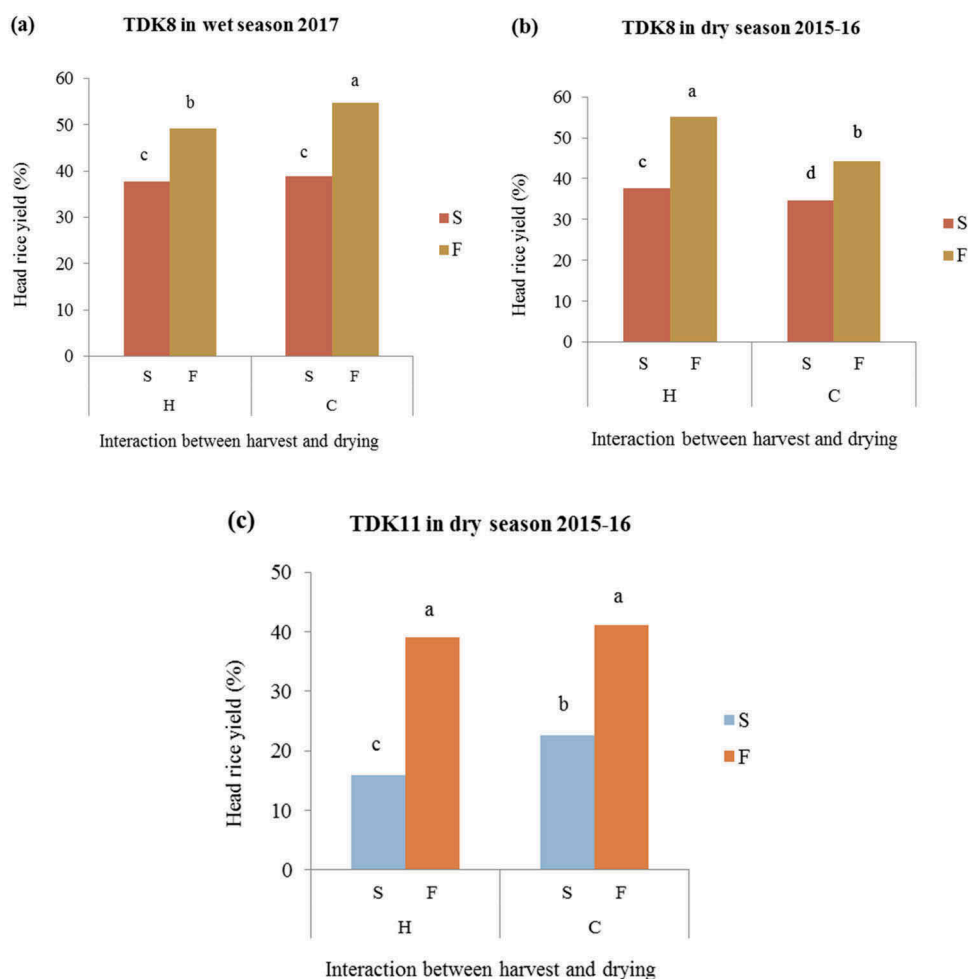 (a)
TDK8 in wet season 2017
60
50
40
30
20
10
0
Head rice yield (%)
c
b
c
a
S F S F
H C
Interaction between harvest and drying
S
F
(b)
TDK8 in dry season 2015-16
60
50
40
30
20
10
0
Head rice yield (%)
c
a
d
b
S F S F
H C
Interaction between harvest and drying
S
F
(c)
TDK11 in dry season 2015-16
50
40
30
20
10
0
Head rice yield (%)
c
a
b
a
S F S F
H C
Interaction between harvest and drying
S
F